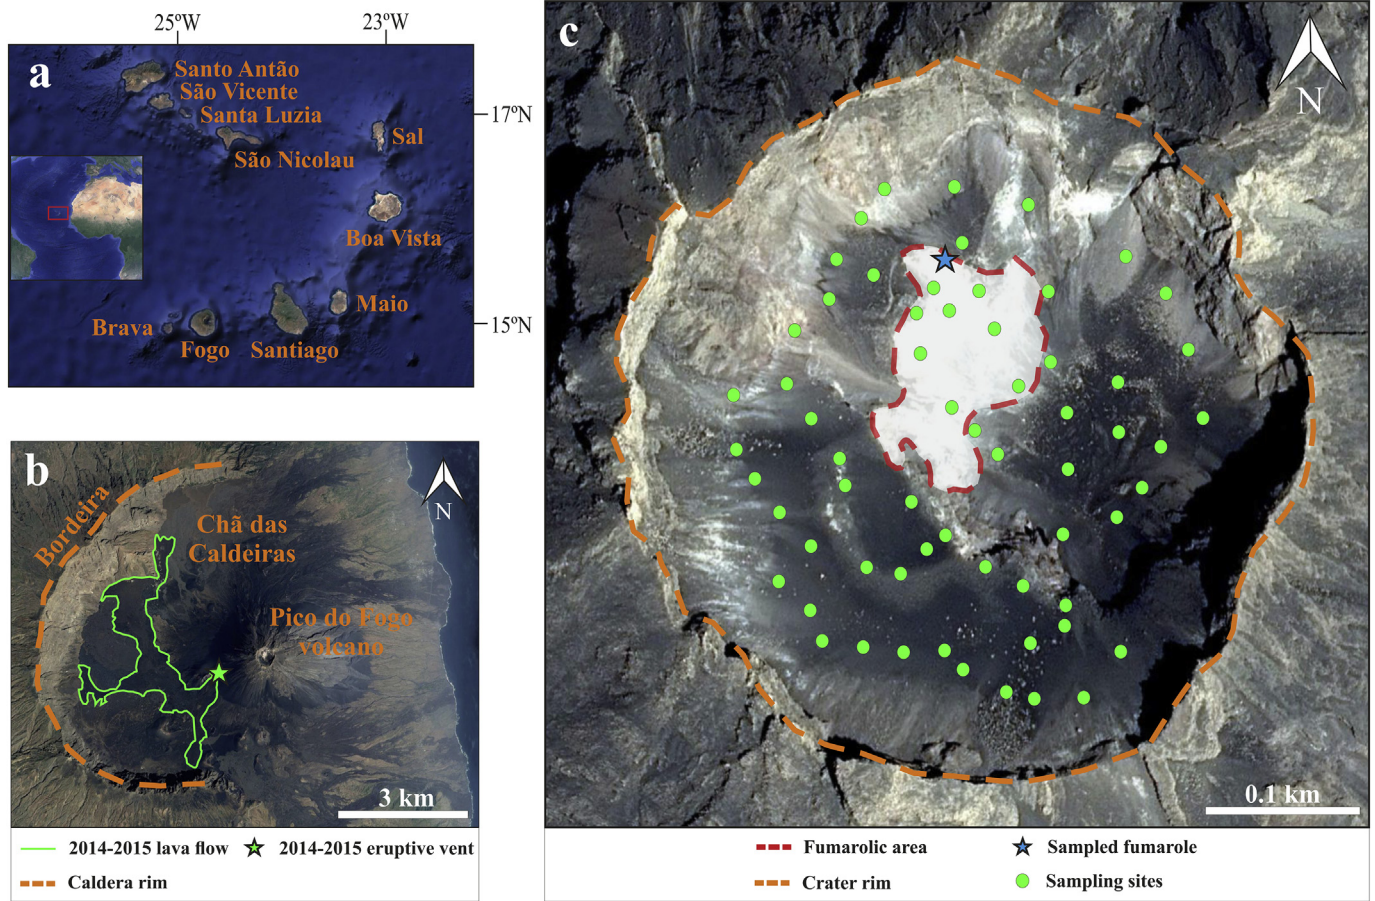 25ºW
23ºW
a
Santo Antão
São Vicente
Santa Luzia
São Nicolau
Sal
17ºN
Boa Vista
Maio
Brava
Fogo
Santiago
15ºN
b
Bordeira
Chã das
Caldeiras
N
Pico do Fogo
volcano
3 km
2014-2015 lava flow
2014-2015 eruptive vent
Caldera rim
c
N
0.1 km
Fumarolic area
Sampled fumarole
Crater rim
Sampling sites